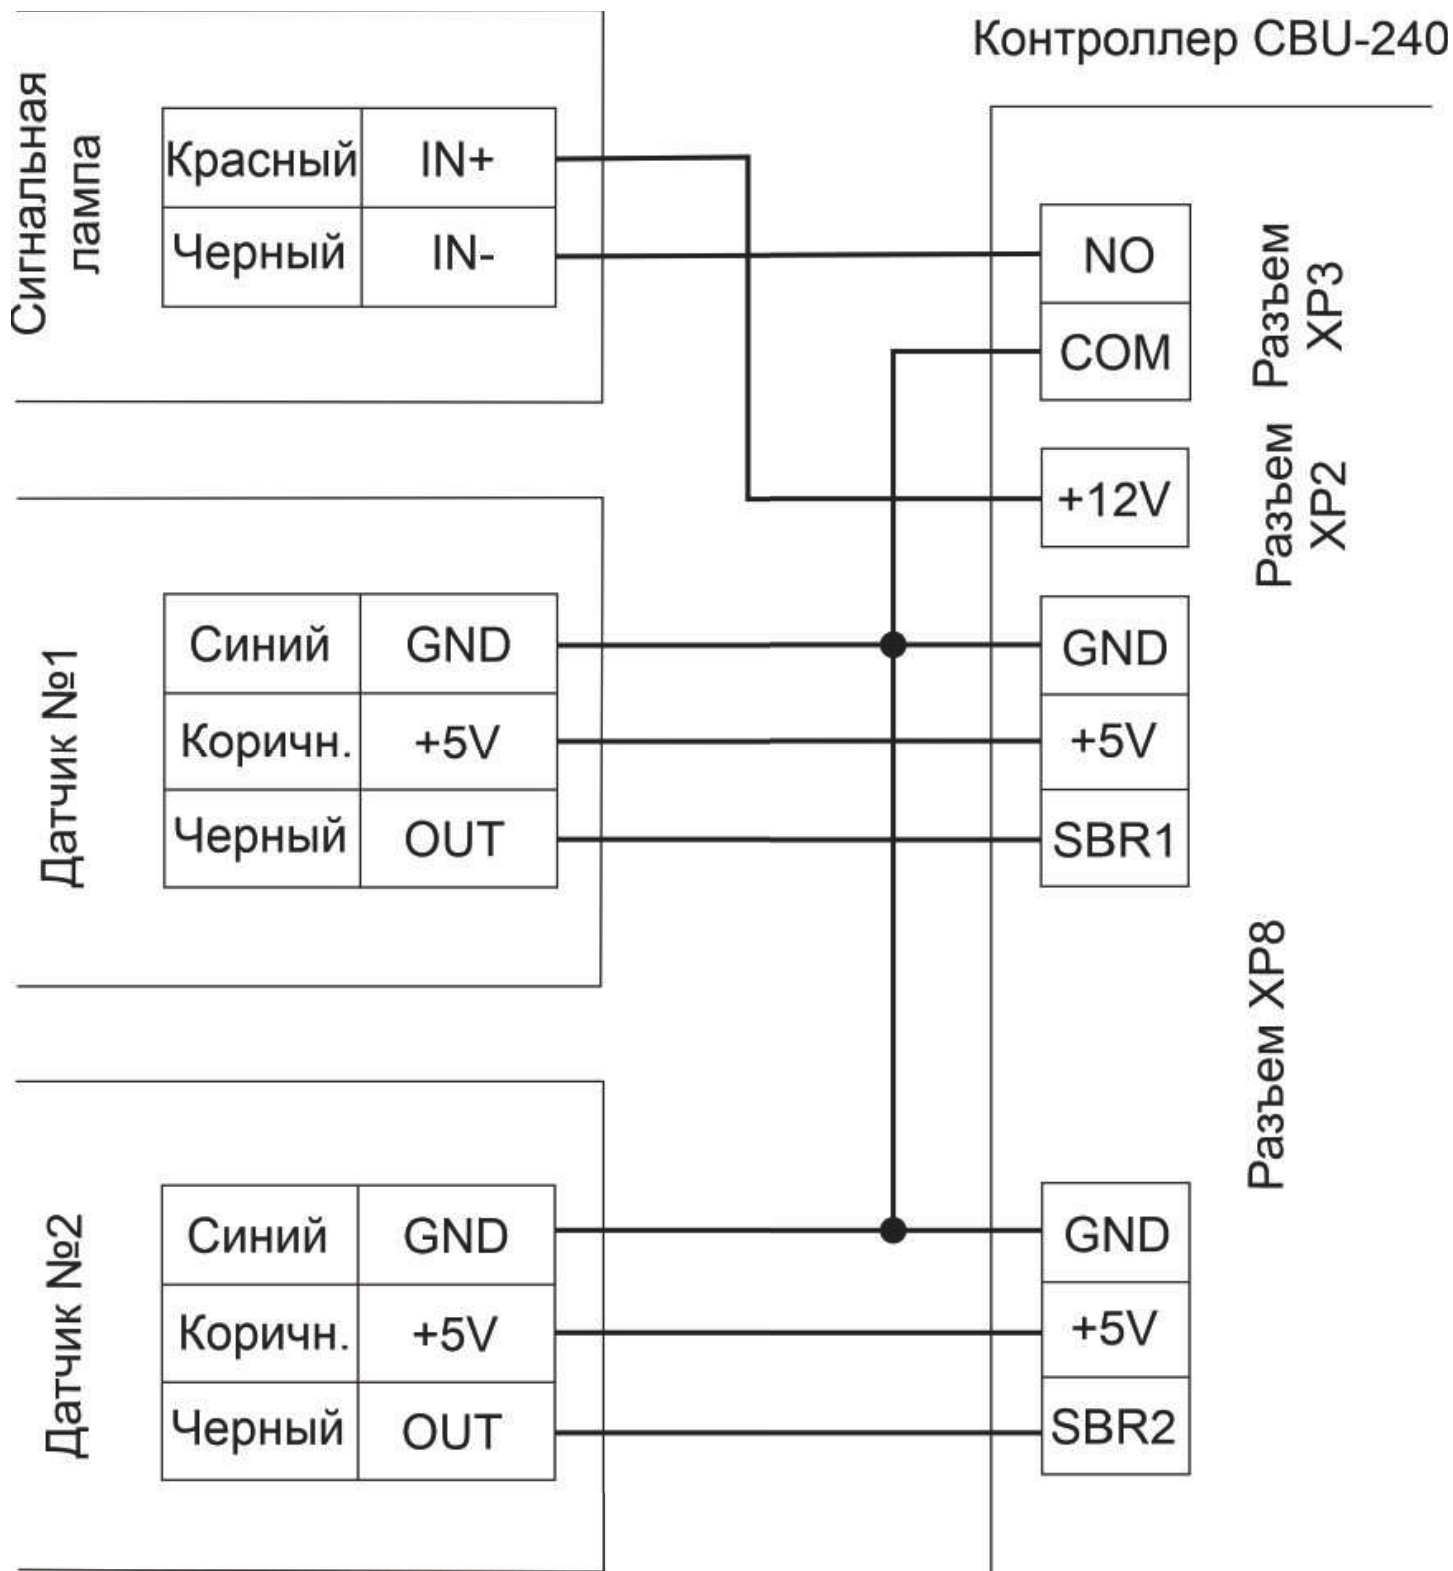 Контроллер CBU-240
Сигнальная
лампа
Красный IN+
Черный IN-
NO
COM
Разъем
XP3
+12V
Разъем
XP2
Датчик №1
Синий GND
Коричн. +5V
Черный OUT
GND
+5V
SBR1
Разъем XP8
Датчик №2
Синий GND
Коричн. +5V
Черный OUT
GND
+5V
SBR2